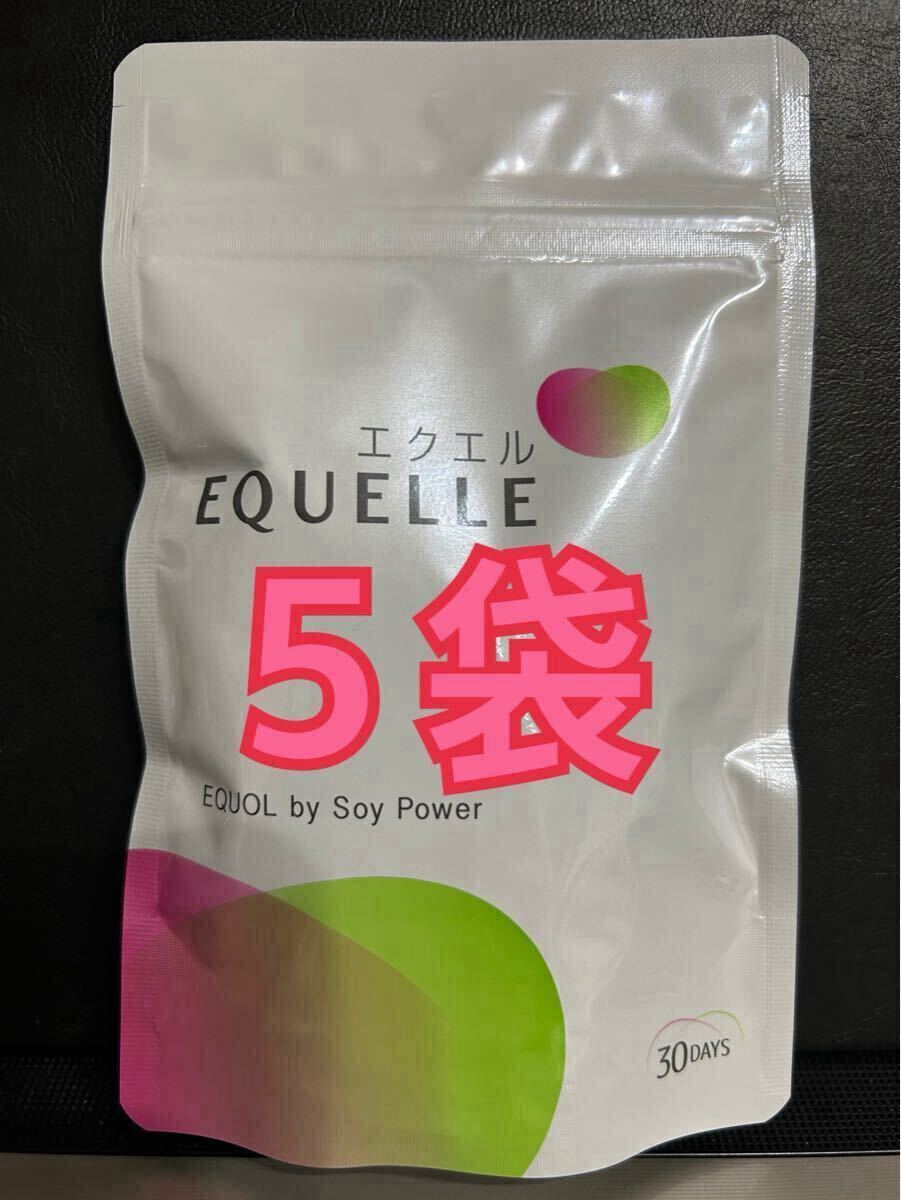 エクエル
EQUELLE
5袋
EQUOL by Soy Power
30DAYS